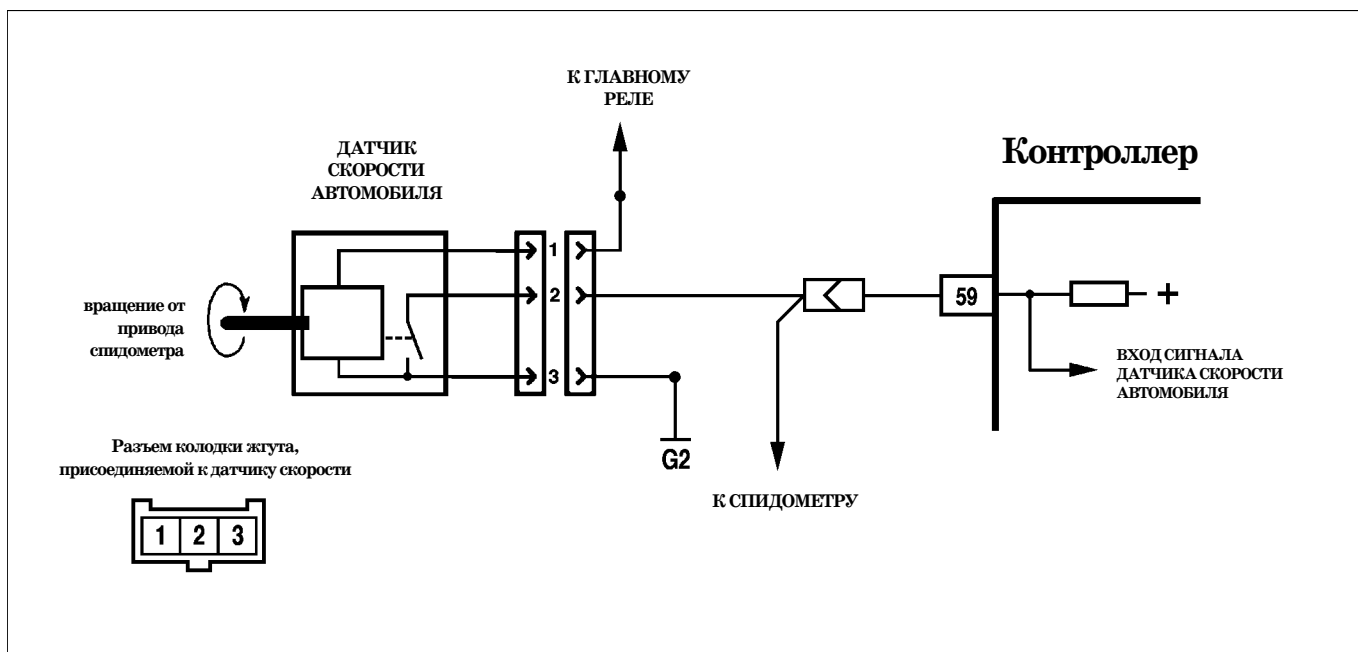 К ГЛАВНОМУ
РЕЛЕ
ДАТЧИК
СКОРОСТИ
АВТОМОБИЛЯ
Контроллер
1
2
3
59
+
вращение от
привода
спидометра
ВХОД СИГНАЛА
ДАТЧИКА СКОРОСТИ
АВТОМОБИЛЯ
G2
К СПИДОМЕТРУ
Разъем колодки жгута,
присоединяемой к датчику скорости
1 2 3